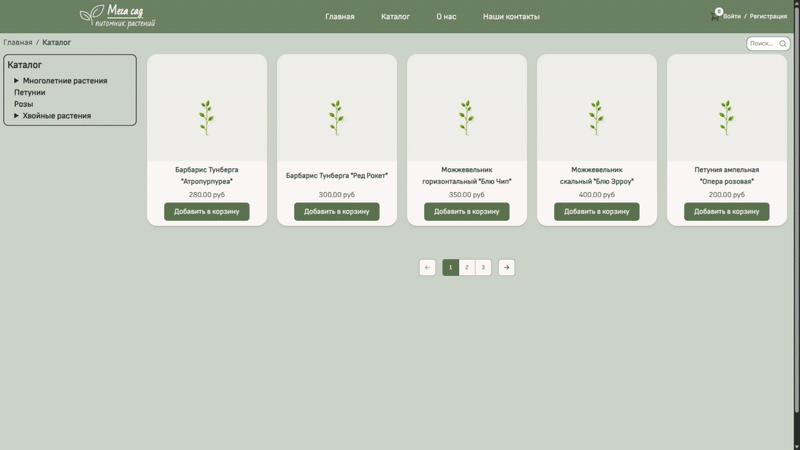 Мега сад
питомник растений
Главная Каталог О нас Наши контакты
0 Войти / Регистрация
Главная / Каталог
Поиск...
Каталог
Многолетние растения
Петунии
Розы
Хвойные растения
Барбарис Тунберга
"Атропурпуреа"
280.00 руб
Добавить в корзину
Барбарис Тунберга "Ред Рокет"
300.00 руб
Добавить в корзину
Можжевельник
горизонтальный "Блю Чип"
350.00 руб
Добавить в корзину
Можжевельник
скальный "Блю Эрроу"
400.00 руб
Добавить в корзину
Петуния ампельная
"Опера розовая"
200.00 руб
Добавить в корзину
← 1 2 3 →